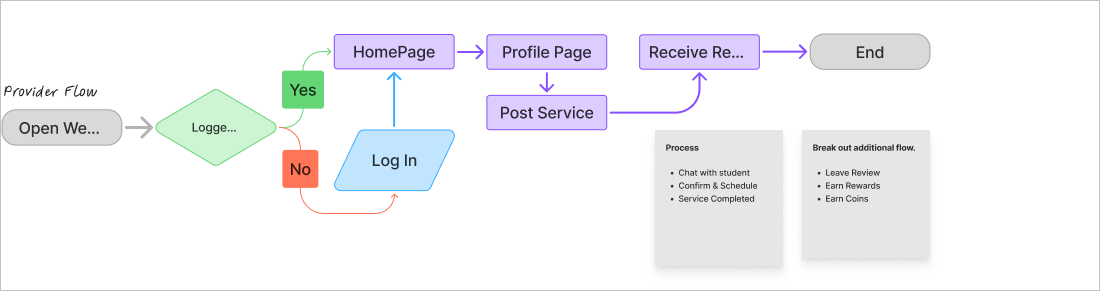 Provider Flow
Open We...
Logge...
Yes
No
HomePage
Log In
Profile Page
Post Service
Receive Re...
End
Process
• Chat with student
• Confirm & Schedule
• Service Completed
Break out additional flow.
• Leave Review
• Earn Rewards
• Earn Coins